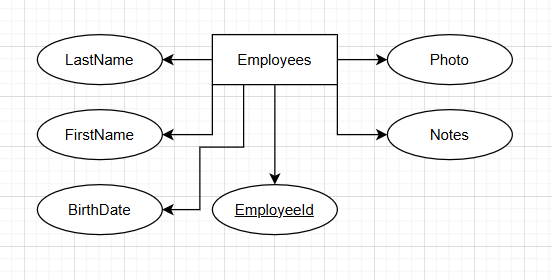 LastName
Employees
Photo
FirstName
Notes
BirthDate
EmployeeId